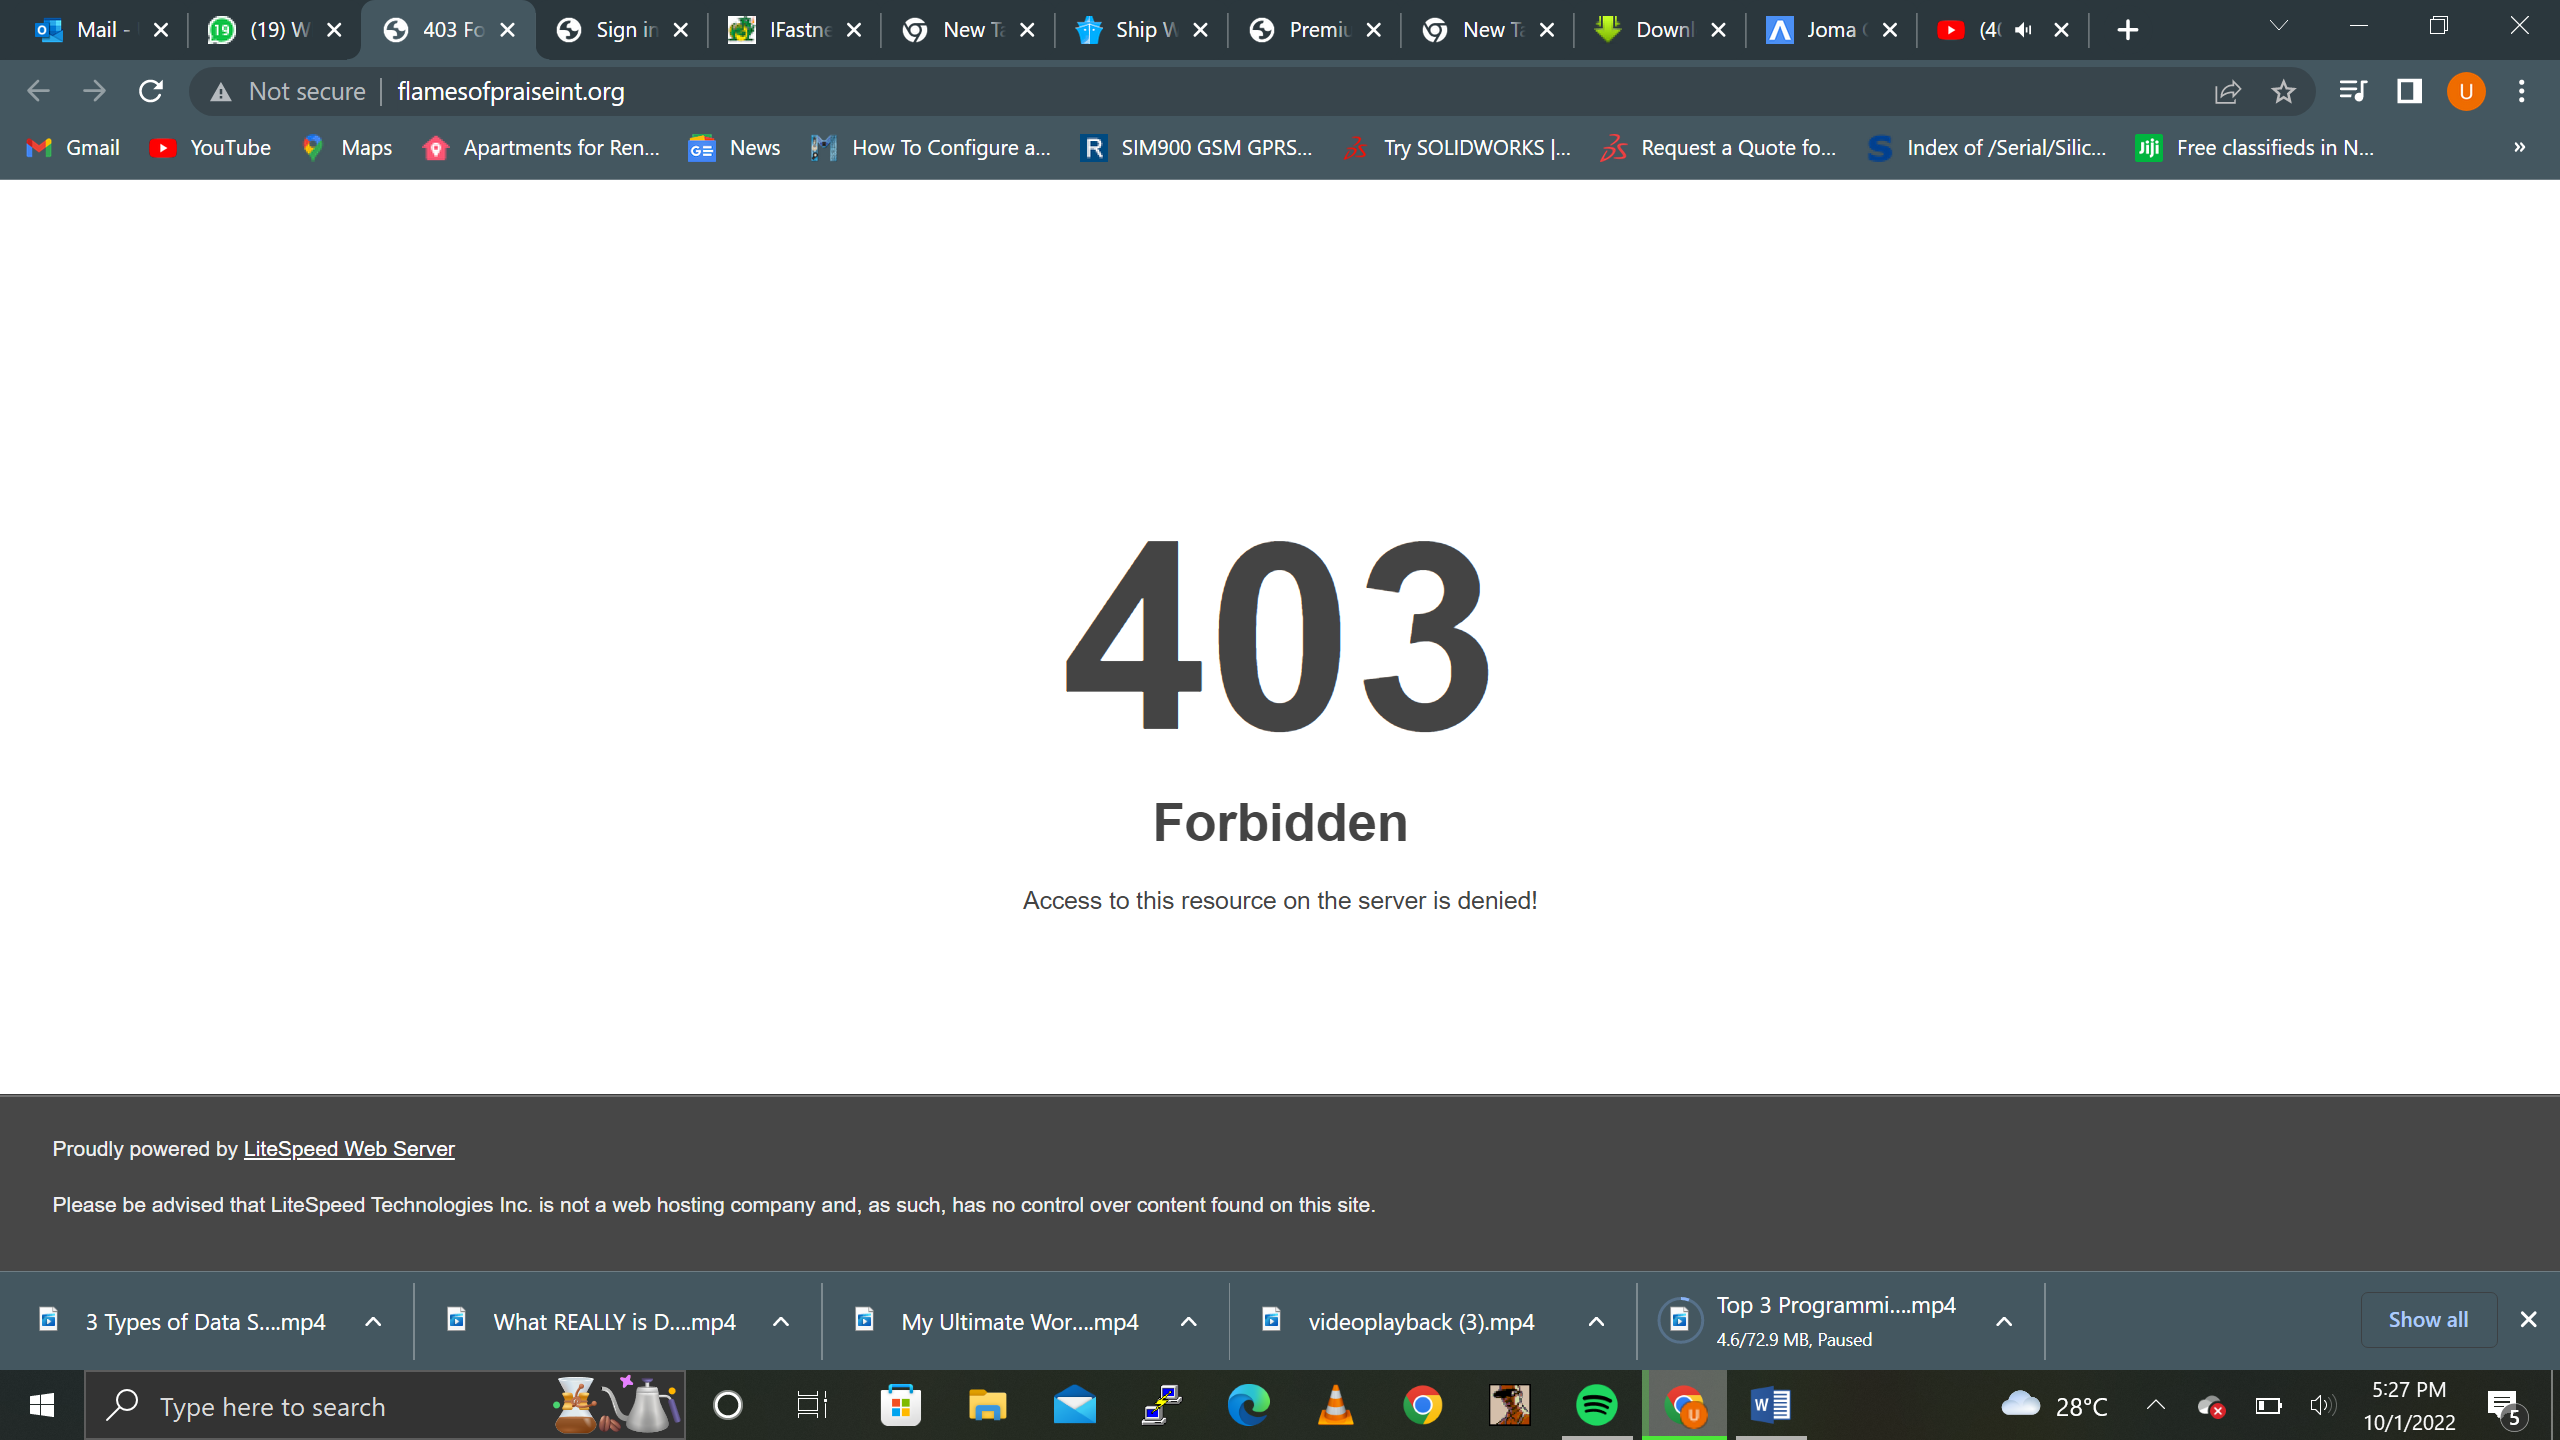 Mail -
(19) W
403 Fo
Sign in
IFastne
New Ta
Ship W
Premiu
New Ta
Downl
Joma
(40
Not secure
flamesofpraiseint.org
U
Gmail
YouTube
Maps
Apartments for Ren...
News
How To Configure a...
SIM900 GSM GPRS...
Try SOLIDWORKS |...
Request a Quote fo...
Index of /Serial/Silic...
Free classifieds in N...
»
403
Forbidden
Access to this resource on the server is denied!
Proudly powered by LiteSpeed Web Server
Please be advised that LiteSpeed Technologies Inc. is not a web hosting company and, as such, has no control over content found on this site.
3 Types of Data S....mp4
What REALLY is D....mp4
My Ultimate Wor....mp4
videoplayback (3).mp4
Top 3 Programmi....mp4
4.6/72.9 MB, Paused
Show all
Type here to search
28°C
5:27 PM
10/1/2022
5